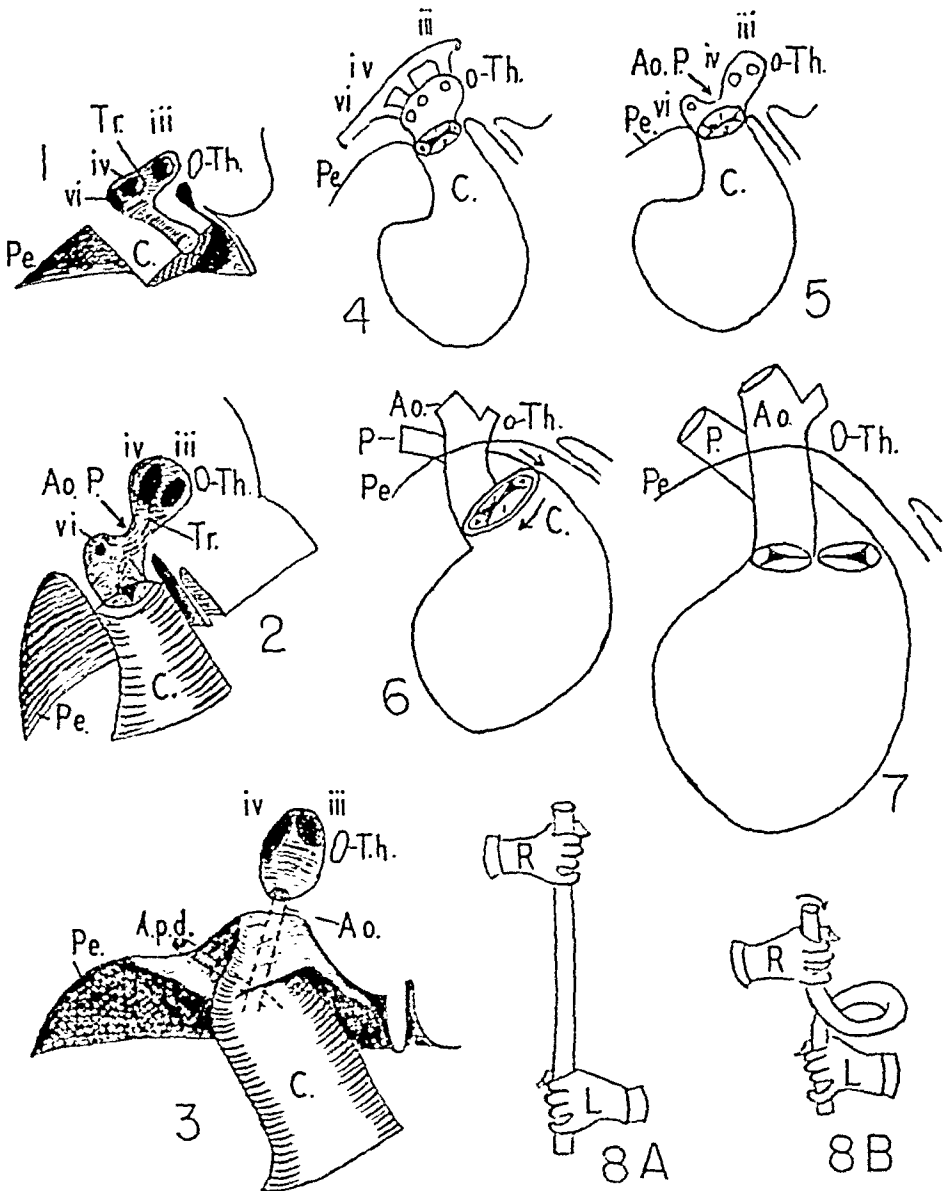 1
Tr. iii
iv
vi
O-Th.
Pe.
C.
4
iii
iv
vi
o-Th.
Pe
C.
5
iii
Ao. P. iv
o-Th.
vi
Pe.
C.
2
iv iii
Ao. P.
O-Th.
vi
Tr.
Pe.
C.
6
Ao.
o-Th.
P
Pe
C.
7
Ao.
P.
O-Th.
Pe
3
iv iii
O-T.h.
A.p.d.
Ao.
Pe.
C.
R
L
8A
R
L
8B